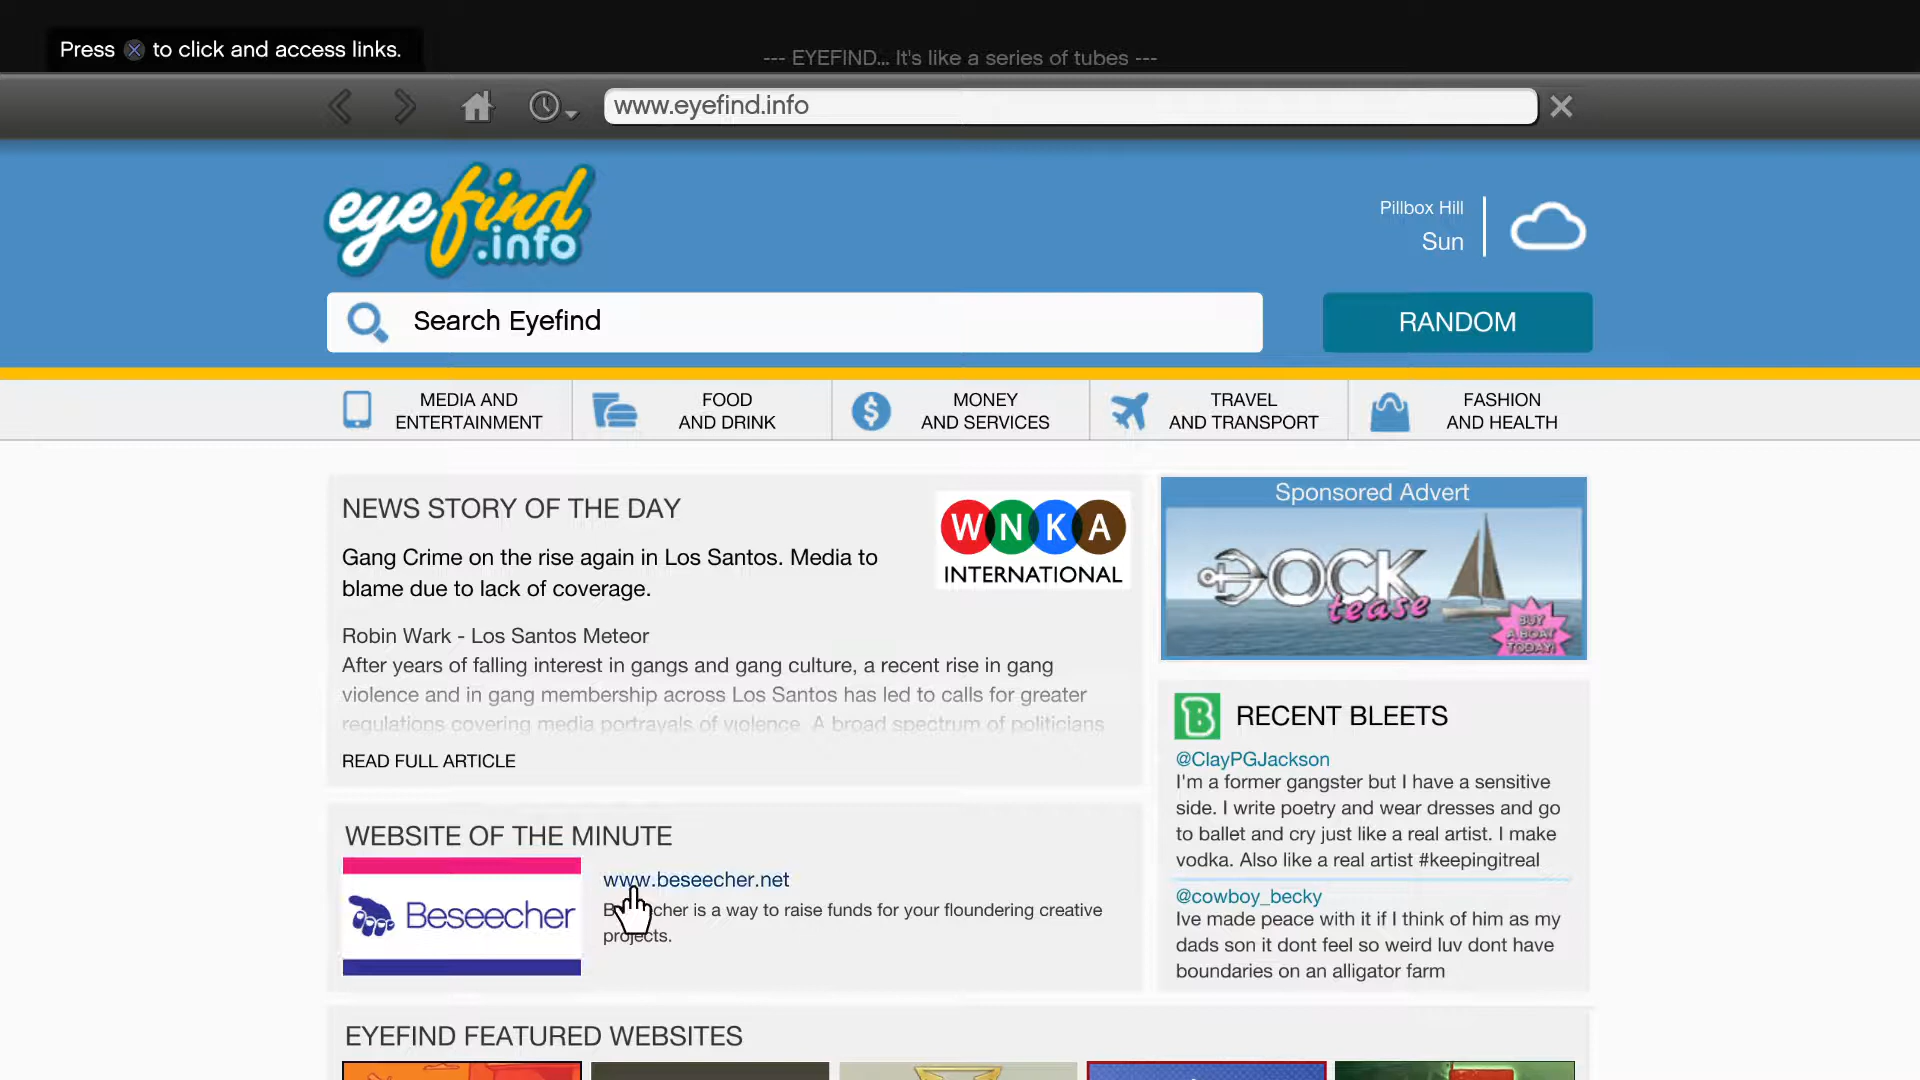 Press to click and access links.
--- EYEFIND... It's like a series of tubes ---
www.eyefind.info
eyefind
.info
Pillbox Hill
Sun
Search Eyefind
RANDOM
MEDIA AND
ENTERTAINMENT
FOOD
AND DRINK
MONEY
AND SERVICES
TRAVEL
AND TRANSPORT
FASHION
AND HEALTH
NEWS STORY OF THE DAY
Gang Crime on the rise again in Los Santos. Media to
blame due to lack of coverage.
WNKA
INTERNATIONAL
Robin Wark - Los Santos Meteor
After years of falling interest in gangs and gang culture, a recent rise in gang
violence and in gang membership across Los Santos has led to calls for greater
regulations covering media portrayals of violence. A broad spectrum of politicians
READ FULL ARTICLE
Sponsored Advert
DOCK
tease
BUY
A BOAT
TODAY!
RECENT BLEETS
@ClayPGJackson
I'm a former gangster but I have a sensitive
side. I write poetry and wear dresses and go
to ballet and cry just like a real artist. I make
vodka. Also like a real artist #keepingitreal
@cowboy_becky
Ive made peace with it if I think of him as my
dads son it dont feel so weird luv dont have
boundaries on an alligator farm
WEBSITE OF THE MINUTE
Beseecher
www.beseecher.net
Beseecher is a way to raise funds for your floundering creative
projects.
EYEFIND FEATURED WEBSITES